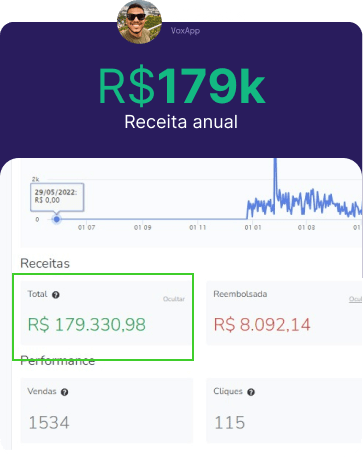 VoxApp
R$179k
Receita anual
2k
29/05/2022:
R$ 0,00
0
01 07
01 09
01 11
01 01
01 03
01
Receitas
Total ?
Ocultar
R$ 179.330,98
Reembolsada
R$ 8.092,14
Performance
Vendas ?
1534
Cliques ?
115